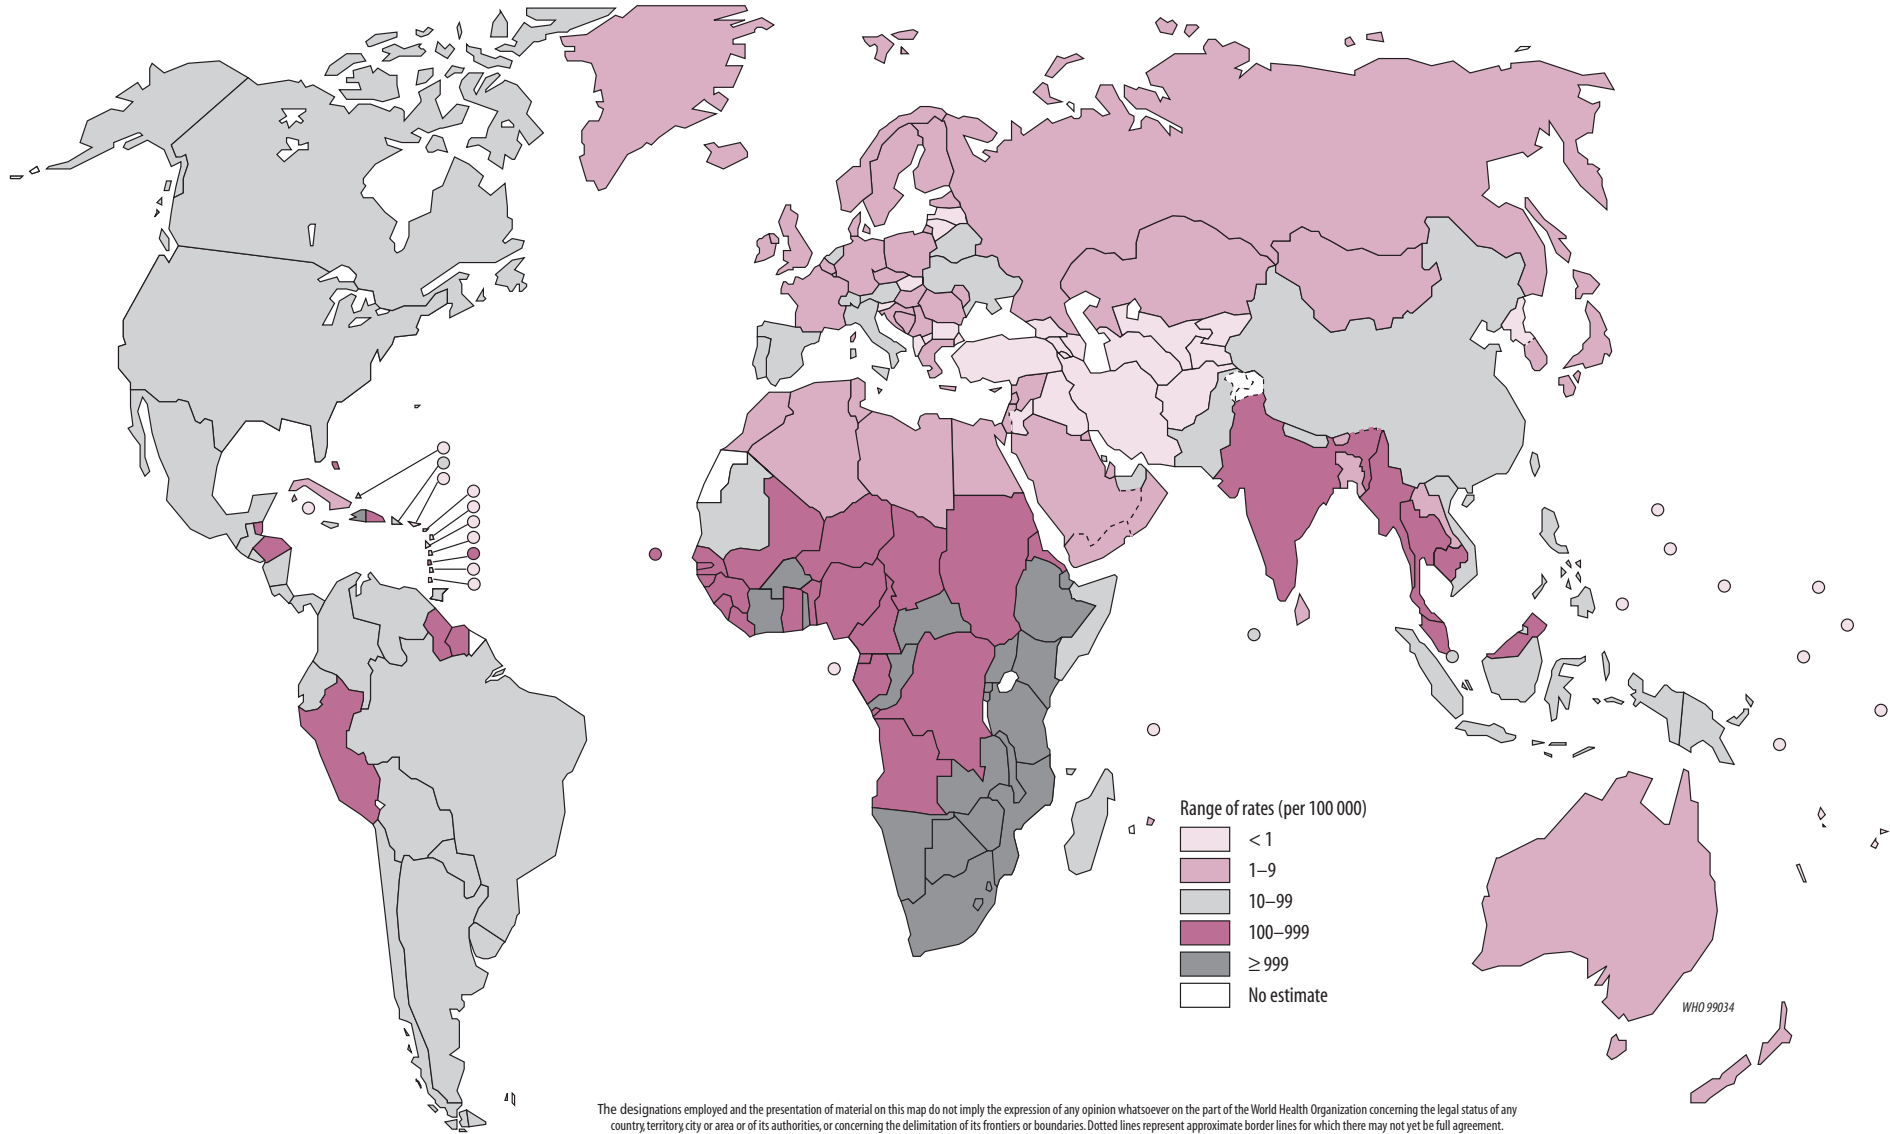 Range of rates (per 100 000)
< 1
1–9
10–99
100–999
≥ 999
No estimate
WHO 99034
The designations employed and the presentation of material on this map do not imply the expression of any opinion whatsoever on the part of the World Health Organization concerning the legal status of any
country, territory, city or area or of its authorities, or concerning the delimitation of its frontiers or boundaries. Dotted lines represent approximate border lines for which there may not yet be full agreement.